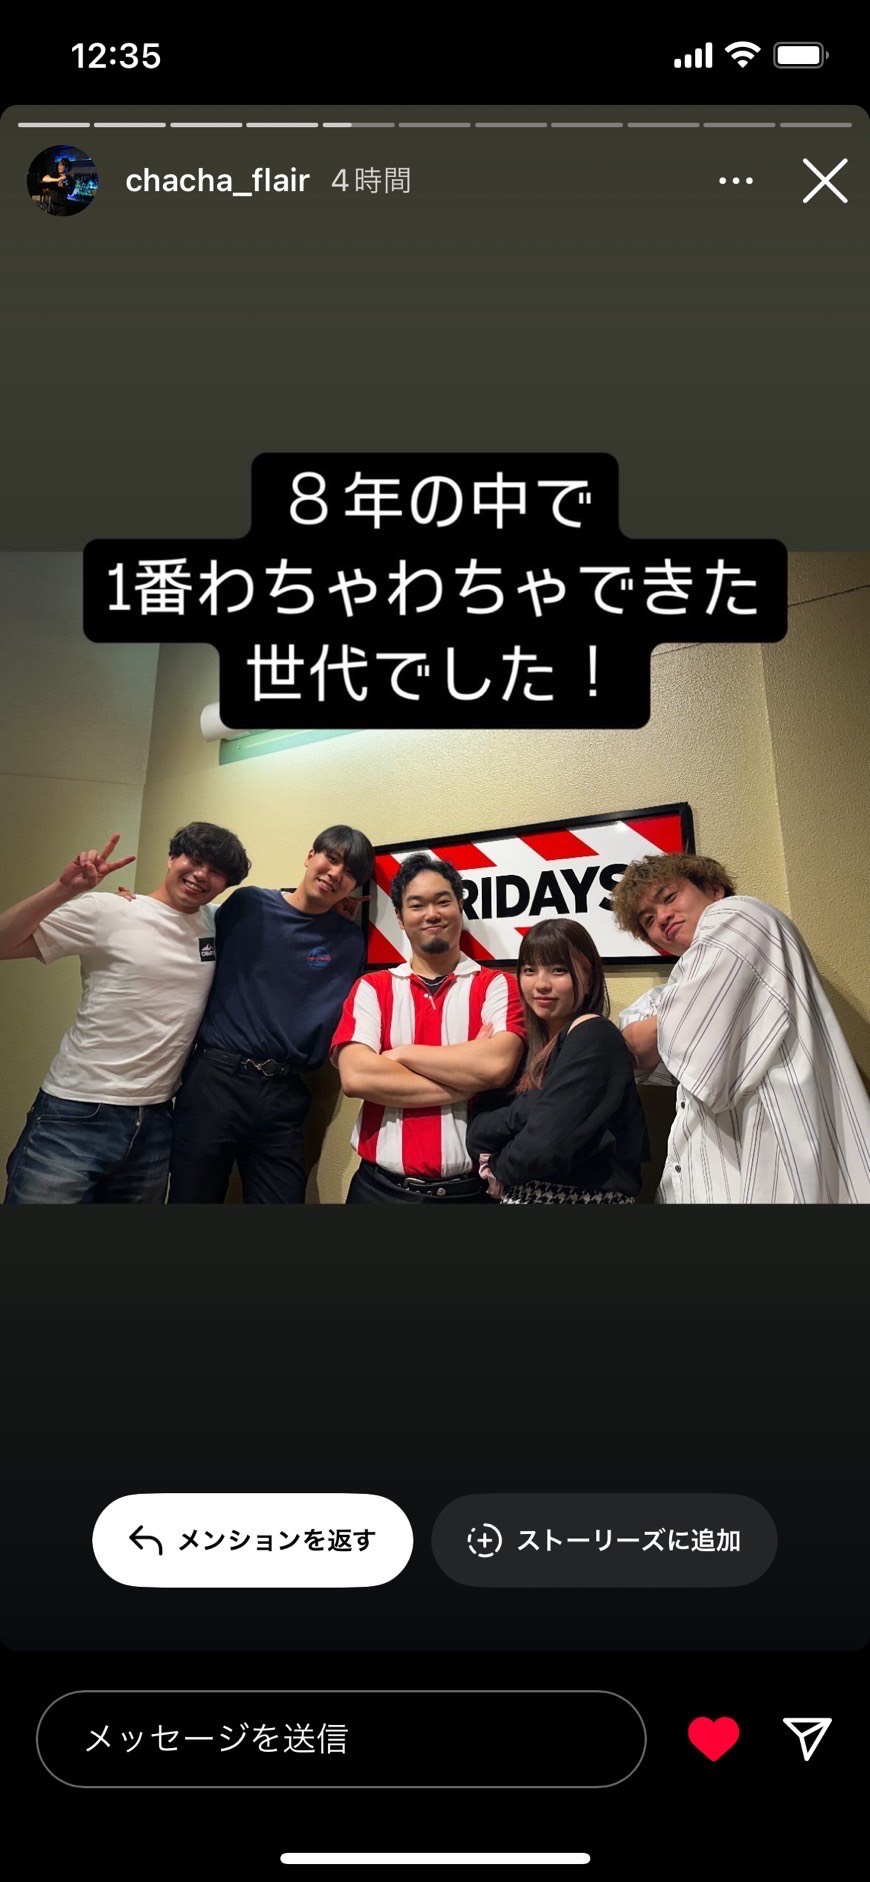 12:35
chacha_flair 4時間
８年の中で
1番わちゃわちゃできた
世代でした！
RIDAYS
メンションを返す
ストーリーズに追加
メッセージを送信